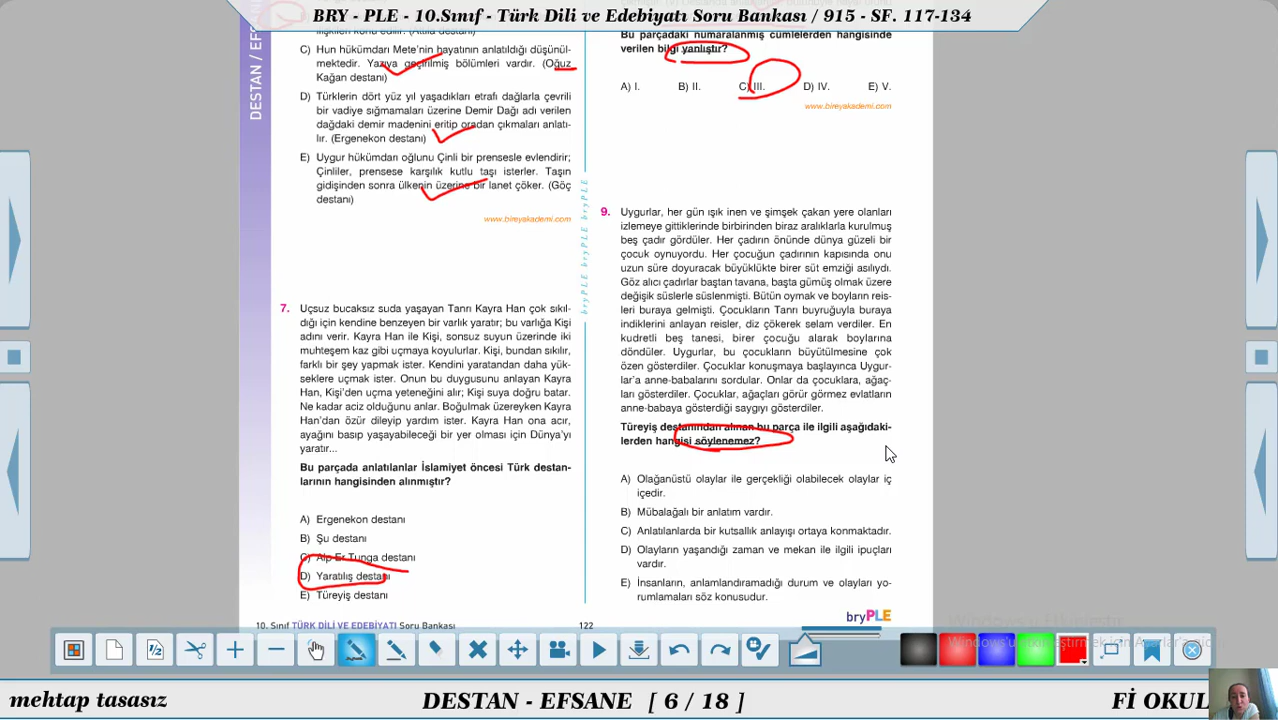 BRY - PLE - 10.Sınıf - Türk Dili ve Edebiyatı Soru Bankası / 915 - SF. 117-134
DESTAN / EFS
C) Hun hükümdarı Mete'nin hayatının anlatıldığı düşünül-
mektedir. Yazıya geçirilmiş bölümleri vardır. (Oğuz
Kağan destanı)
D) Türklerin dört yüz yıl yaşadıkları etrafı dağlarla çevrili
bir vadiye sığmamaları üzerine Demir Dağı adı verilen
dağdaki demir madenini eritip oradan çıkmaları anlatı-
lır. (Ergenekon destanı)
E) Uygur hükümdarı oğlunu Çinli bir prensesle evlendirir;
Çinliler, prensese karşılık kutlu taşı isterler. Taşın
gidişinden sonra ülkenin üzerine bir lanet çöker. (Göç
destanı)
www.bireyakademi.com
7. Uçsuz bucaksız suda yaşayan Tanrı Kayra Han çok sıkıl-
dığı için kendine benzeyen bir varlık yaratır; bu varlığa Kişi
adını verir. Kayra Han ile Kişi, sonsuz suyun üzerinde iki
muhteşem kaz gibi uçmaya koyulurlar. Kişi, bundan sıkılır,
farklı bir şey yapmak ister. Kendini yaratandan daha yük-
seklere uçmak ister. Onun bu duygusunu anlayan Kayra
Han, Kişi'den uçma yeteneğini alır; Kişi suya doğru batar.
Ne kadar aciz olduğunu anlar. Boğulmak üzereyken Kayra
Han'dan özür dileyip yardım ister. Kayra Han ona acır,
ayağını basıp yaşayabileceği bir yer olması için Dünya'yı
yaratır...
Bu parçada anlatılanlar İslamiyet öncesi Türk destan-
larının hangisinden alınmıştır?
A) Ergenekon destanı
B) Şu destanı
C) Alp Er Tunga destanı
D) Yaratılış destanı
E) Türeyiş destanı
10. Sınıf TÜRK DİLİ VE EDEBİYATI Soru Bankası
122
bryPLE bryPLE bryPLE
Bu parçadaki numaralanmış cümlelerden hangisinde
verilen bilgi yanlıştır?
A) I. B) II. C) III. D) IV. E) V.
www.bireyakademi.com
9. Uygurlar, her gün ışık inen ve şimşek çakan yere olanları
izlemeye gittiklerinde birbirinden biraz aralıklarla kurulmuş
beş çadır gördüler. Her çadırın önünde dünya güzeli bir
çocuk oynuyordu. Her çocuğun çadırının kapısında onu
uzun süre doyuracak büyüklükte birer süt emziği asılıydı.
Göz alıcı çadırlar baştan tavana, başta gümüş olmak üzere
değişik süslerle süslenmişti. Bütün oymak ve boyların reis-
leri buraya gelmişti. Çocukların Tanrı buyruğuyla buraya
indiklerini anlayan reisler, diz çökerek selam verdiler. En
kudretli beş tanesi, birer çocuğu alarak boylarına
döndüler. Uygurlar, bu çocukların büyütülmesine çok
özen gösterdiler. Çocuklar konuşmaya başlayınca Uygur-
lar'a anne-babalarını sordular. Onlar da çocuklara, ağaç-
ları gösterdiler. Çocuklar, ağaçları görür görmez evlatların
anne-babaya gösterdiği saygıyı gösterdiler.
Türeyiş destanından alınan bu parça ile ilgili aşağıdaki-
lerden hangisi söylenemez?
A) Olağanüstü olaylar ile gerçekliği olabilecek olaylar iç
içedir.
B) Mübalağalı bir anlatım vardır.
C) Anlatılanlarda bir kutsallık anlayışı ortaya konmaktadır.
D) Olayların yaşandığı zaman ve mekan ile ilgili ipuçları
vardır.
E) İnsanların, anlamlandıramadığı durum ve olayları yo-
rumlamaları söz konusudur.
bryPLE
1/2
mehtap tasasız
DESTAN - EFSANE [ 6 / 18 ]
Fİ OKUL